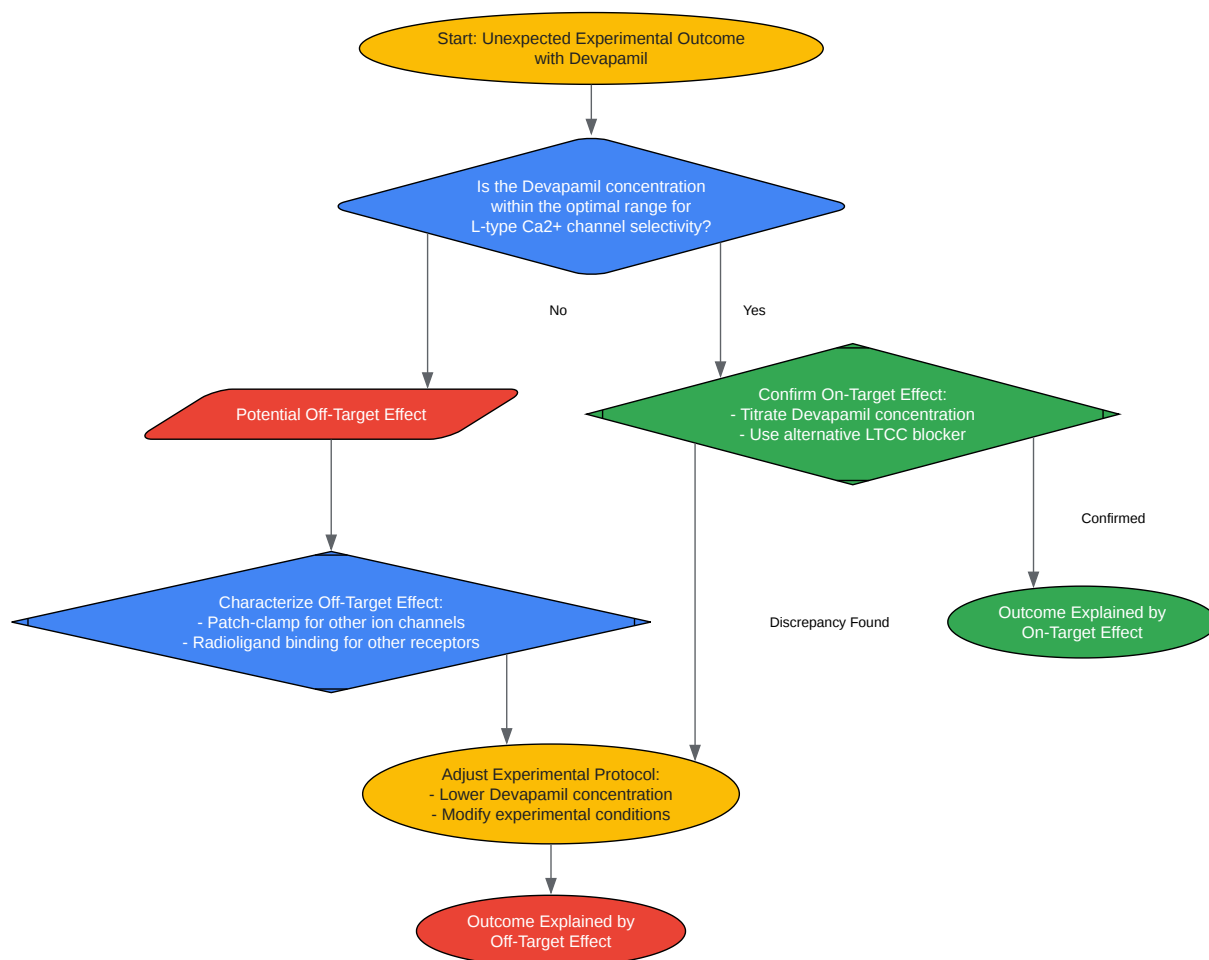 Start: Unexpected Experimental Outcome
with Devapamil
Is the Devapamil concentration
within the optimal range for
L-type Ca2+ channel selectivity?
No
Yes
Potential Off-Target Effect
Confirm On-Target Effect:
- Titrate Devapamil concentration
- Use alternative LTCC blocker
Confirmed
Characterize Off-Target Effect:
- Patch-clamp for other ion channels
- Radioligand binding for other receptors
Discrepancy Found
Outcome Explained by
On-Target Effect
Adjust Experimental Protocol:
- Lower Devapamil concentration
- Modify experimental conditions
Outcome Explained by
Off-Target Effect